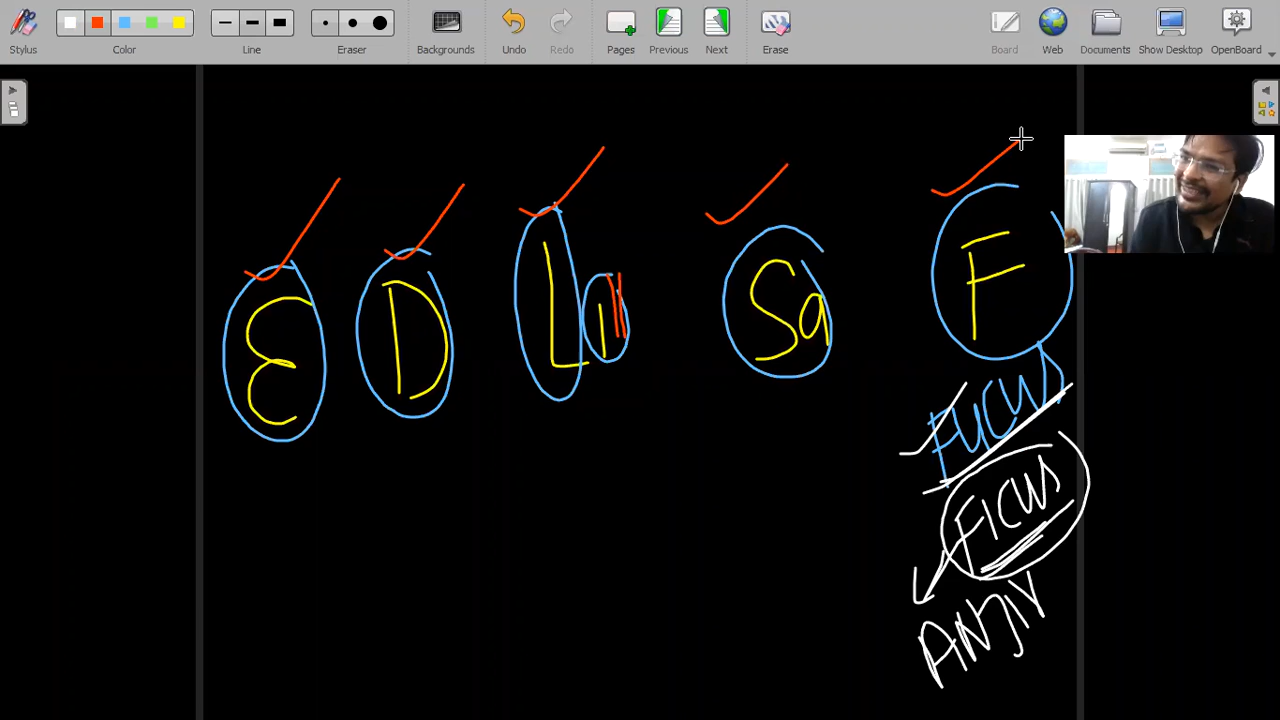 Stylus Color Line Eraser Backgrounds Undo Redo Pages Previous Next Erase Board Web Documents Show Desktop OpenBoard
E D L Sa F
FUCUS
FICUS